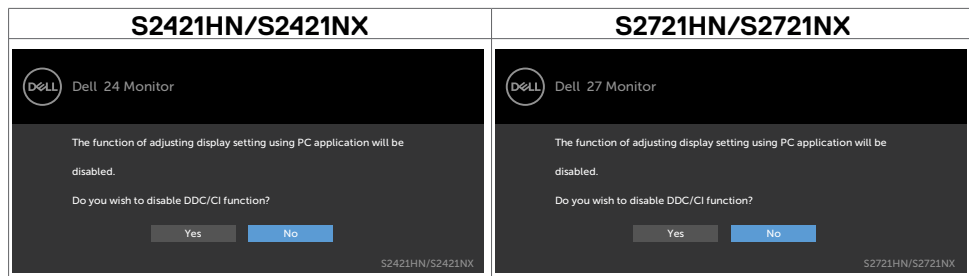 S2421HN/S2421NX
S2721HN/S2721NX
DELL Dell 24 Monitor
The function of adjusting display setting using PC application will be
disabled.
Do you wish to disable DDC/CI function?
Yes No
S2421HN/S2421NX
DELL Dell 27 Monitor
The function of adjusting display setting using PC application will be
disabled.
Do you wish to disable DDC/CI function?
Yes No
S2721HN/S2721NX